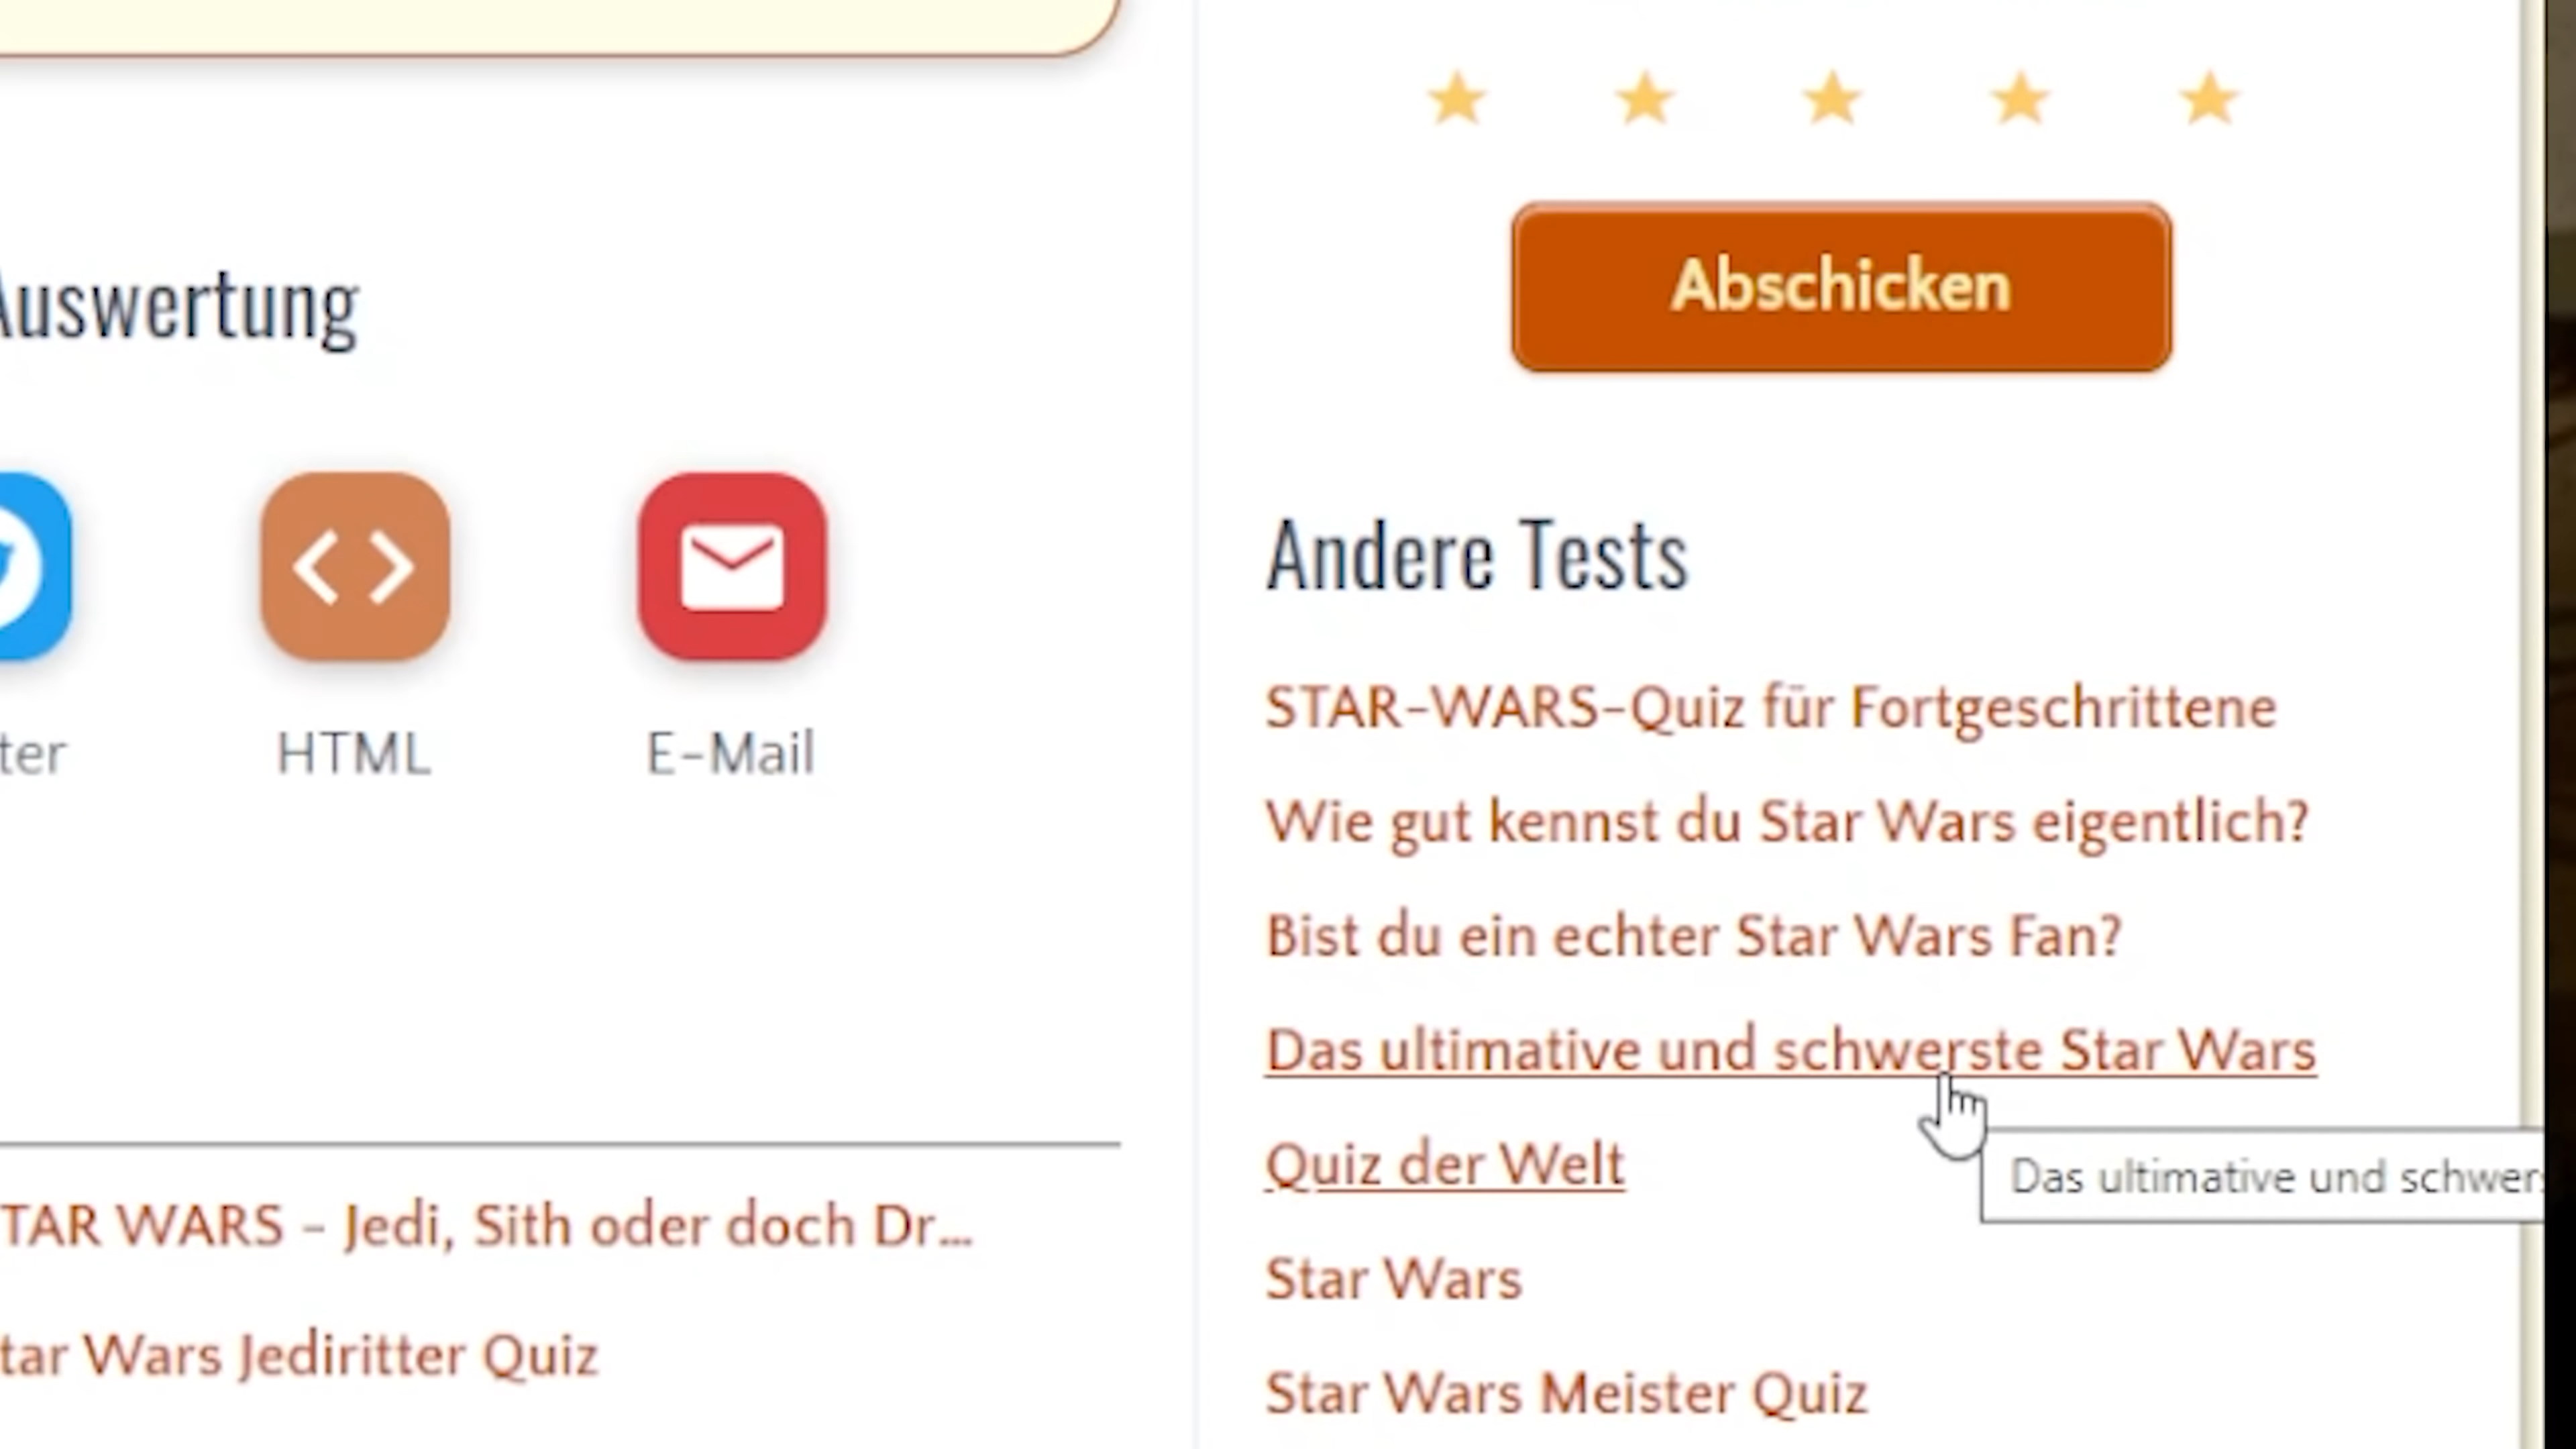 Auswertung
HTML
E-Mail
TAR WARS - Jedi, Sith oder doch Dr...
tar Wars Jediritter Quiz
Abschicken
Andere Tests
STAR-WARS-Quiz für Fortgeschrittene
Wie gut kennst du Star Wars eigentlich?
Bist du ein echter Star Wars Fan?
Das ultimative und schwerste Star Wars
Quiz der Welt
Das ultimative und schwers
Star Wars
Star Wars Meister Quiz